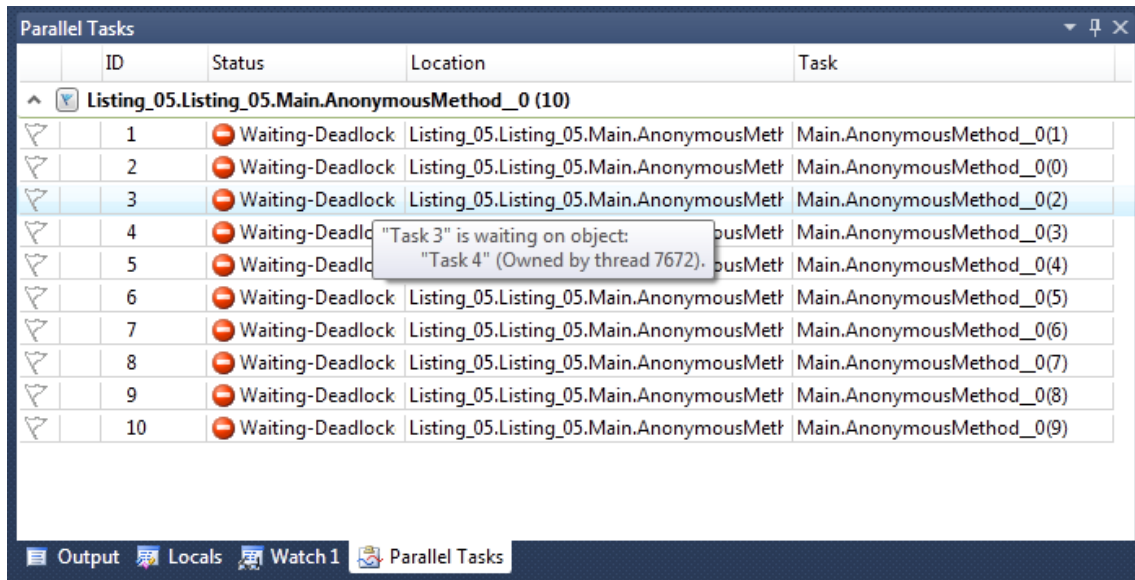 Parallel Tasks
ID Status Location Task
Listing_05.Listing_05.Main.AnonymousMethod__0 (10)
1 Waiting-Deadlock Listing_05.Listing_05.Main.AnonymousMeth Main.AnonymousMethod__0(1)
2 Waiting-Deadlock Listing_05.Listing_05.Main.AnonymousMeth Main.AnonymousMethod__0(0)
3 Waiting-Deadlock Listing_05.Listing_05.Main.AnonymousMeth Main.AnonymousMethod__0(2)
4 Waiting-Deadlo "Task 3" is waiting on object: ousMeth Main.AnonymousMethod__0(3)
5 Waiting-Deadlo "Task 4" (Owned by thread 7672). ousMeth Main.AnonymousMethod__0(4)
6 Waiting-Deadlock Listing_05.Listing_05.Main.AnonymousMeth Main.AnonymousMethod__0(5)
7 Waiting-Deadlock Listing_05.Listing_05.Main.AnonymousMeth Main.AnonymousMethod__0(6)
8 Waiting-Deadlock Listing_05.Listing_05.Main.AnonymousMeth Main.AnonymousMethod__0(7)
9 Waiting-Deadlock Listing_05.Listing_05.Main.AnonymousMeth Main.AnonymousMethod__0(8)
10 Waiting-Deadlock Listing_05.Listing_05.Main.AnonymousMeth Main.AnonymousMethod__0(9)
Output Locals Watch 1 Parallel Tasks